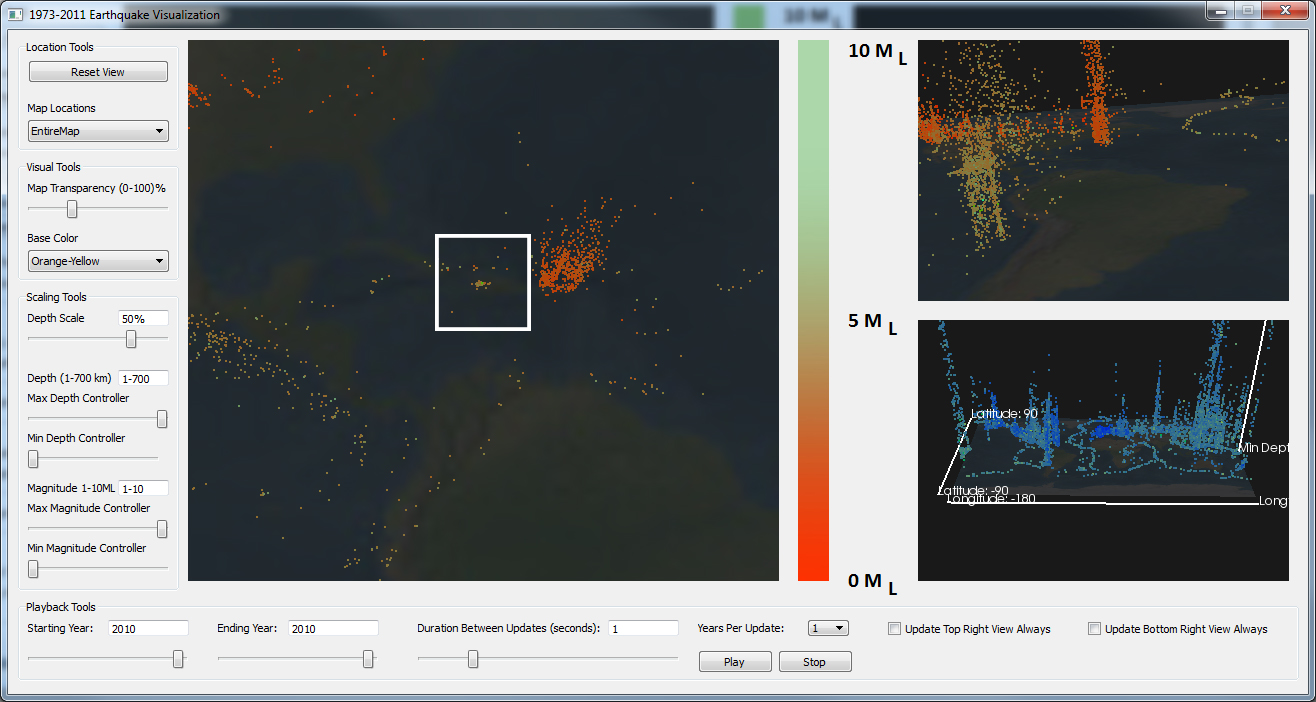 1973-2011 Earthquake Visualization
10 M L
Location Tools
Reset View
Map Locations
EntireMap
Visual Tools
Map Transparency (0-100)%
Base Color
Orange-Yellow
Scaling Tools
Depth Scale 50%
Depth (1-700 km) 1-700
Max Depth Controller
Min Depth Controller
Magnitude 1-10ML 1-10
Max Magnitude Controller
Min Magnitude Controller
10 M L
5 M L
0 M L
Latitude: 90
Min Dept
Latitude: -90
Longitude: -180
Long
Playback Tools
Starting Year: 2010 Ending Year: 2010 Duration Between Updates (seconds): 1 Years Per Update: 1 Update Top Right View Always Update Bottom Right View Always
Play Stop